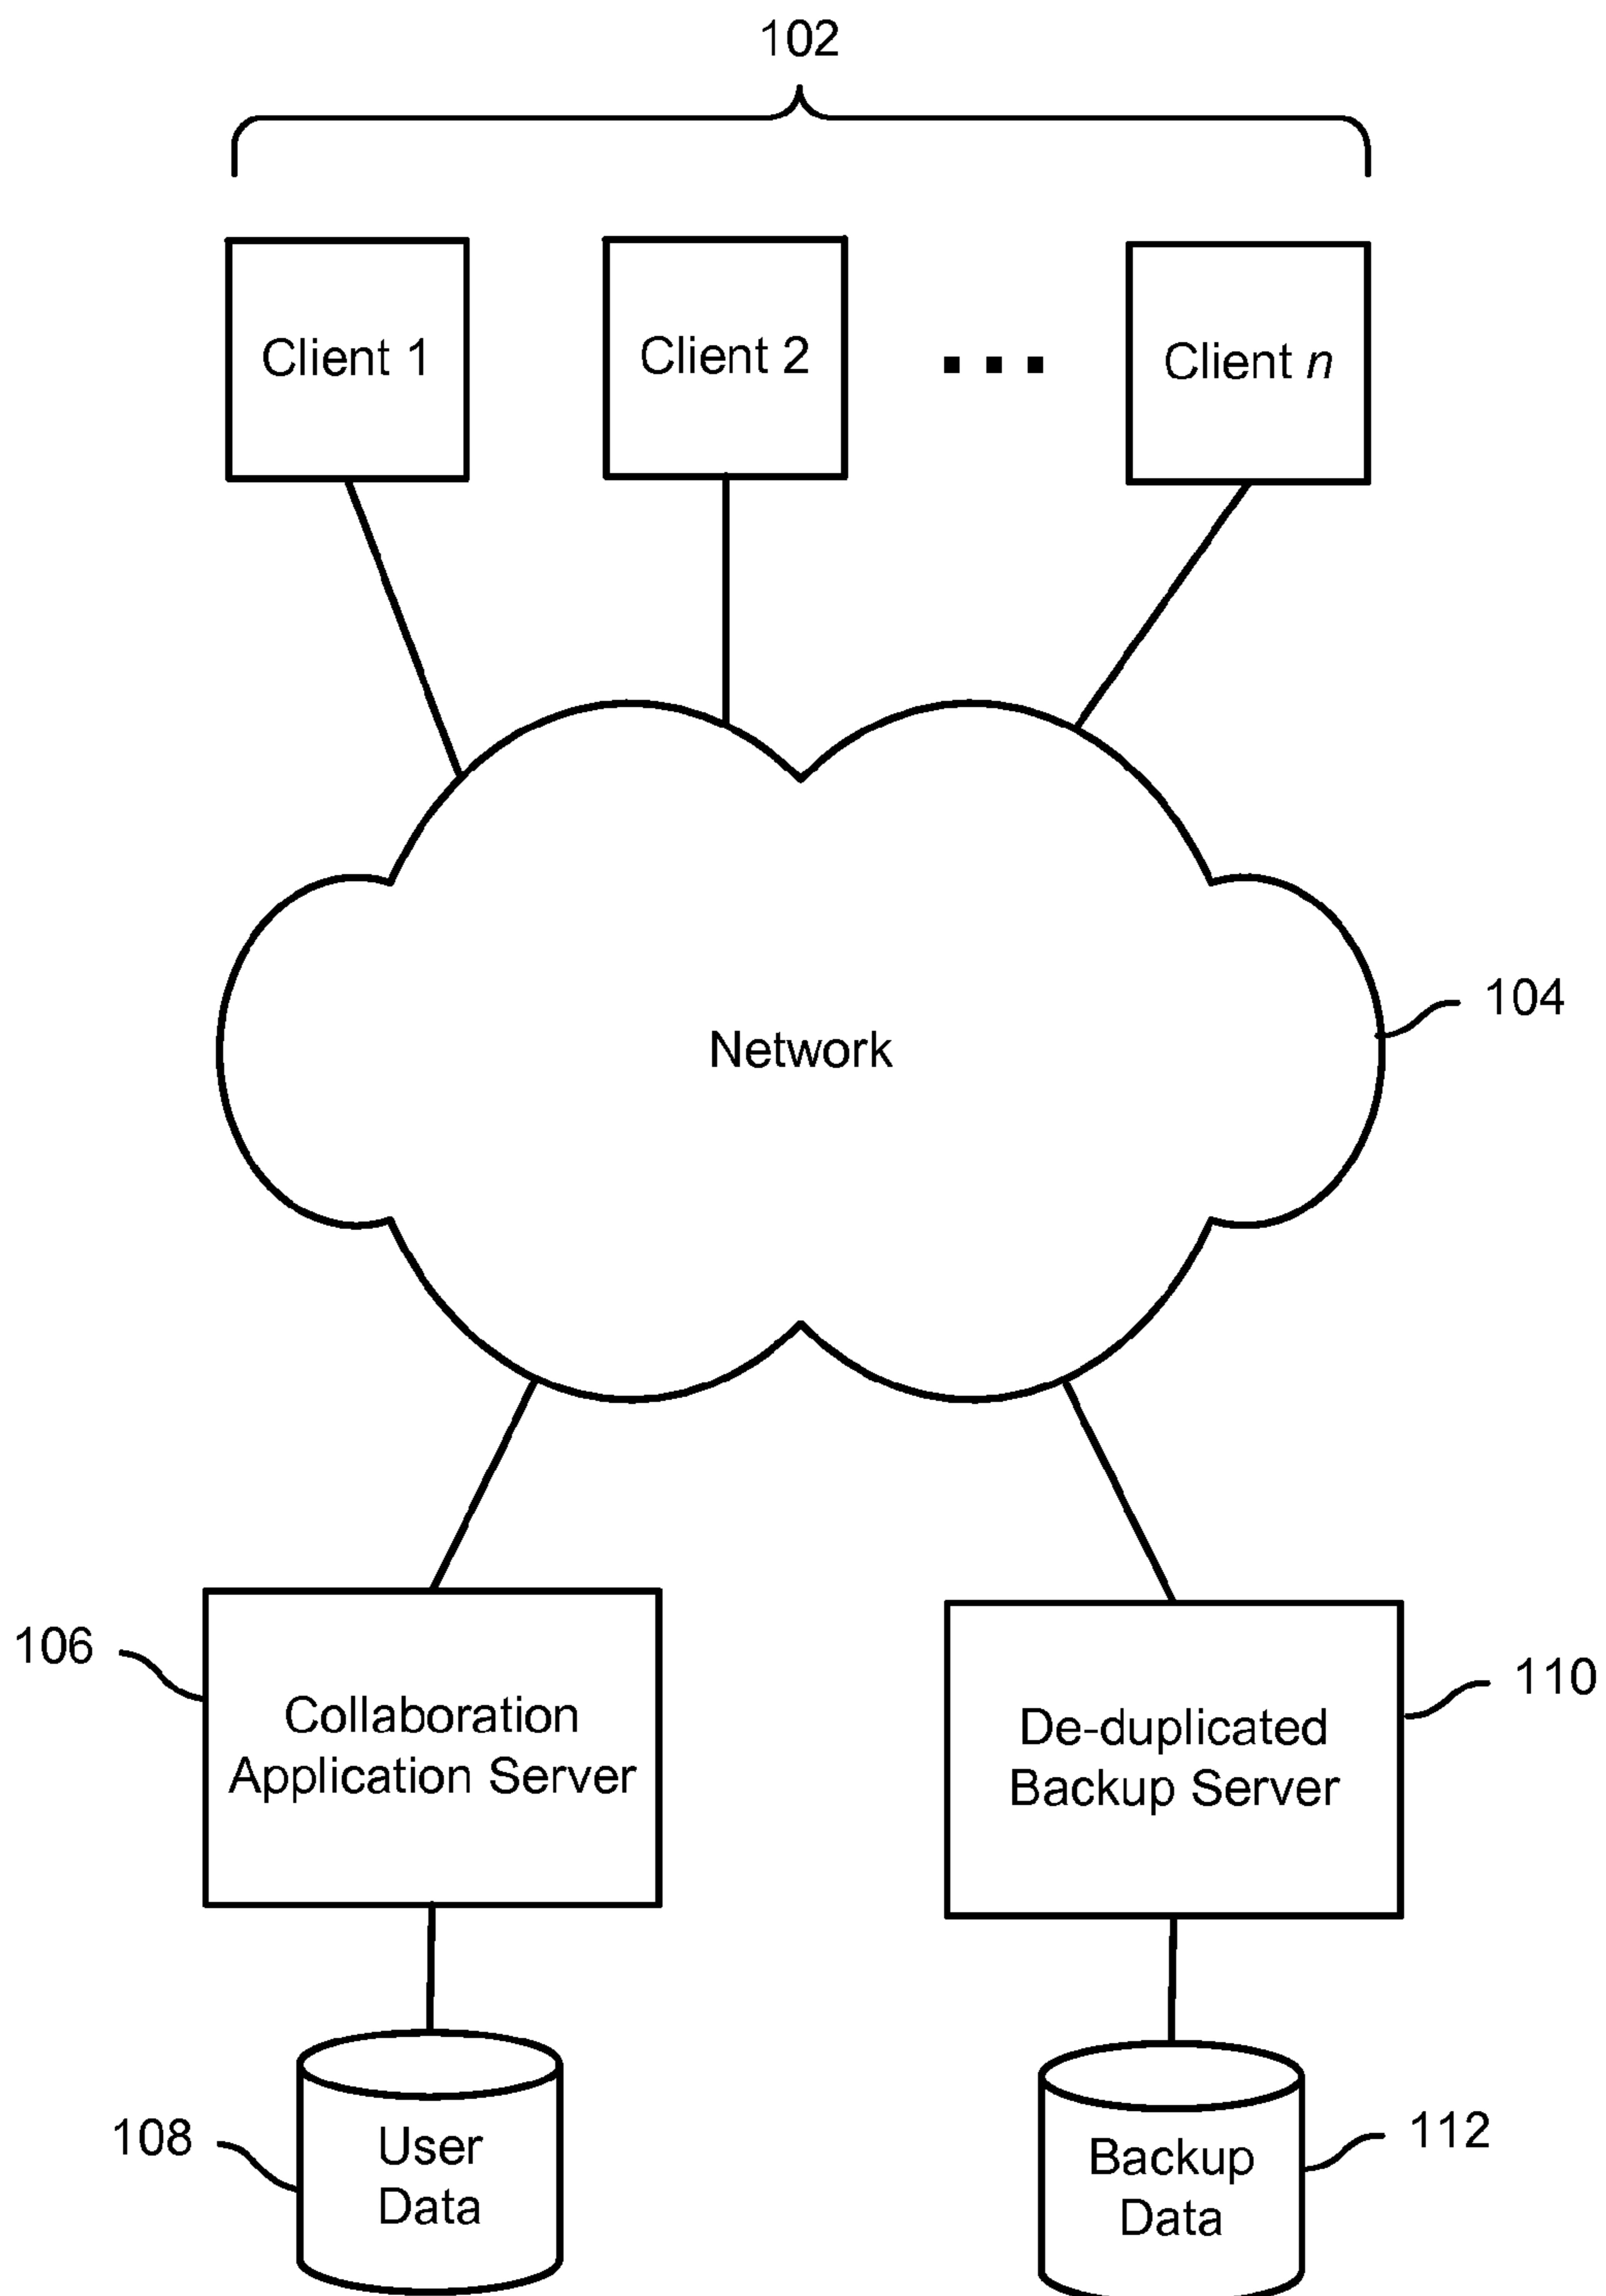 102
Client 1
Client 2
Client n
Network
104
106
Collaboration
Application Server
110
De-duplicated
Backup Server
108
User
Data
112
Backup
Data